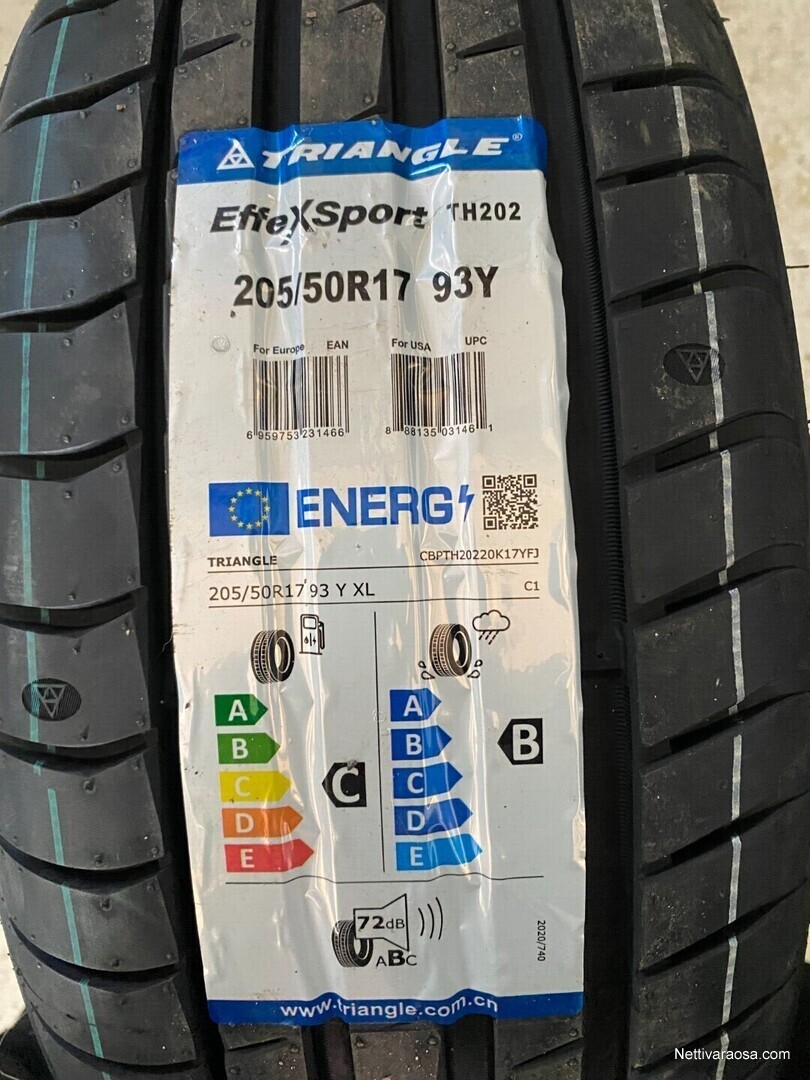 TRIANGLE®
EffeXSport TH202
205/50R17 93Y
For Europe EAN
For USA UPC
6 959753 231466
8 88135 03146 1
ENERG
TRIANGLE
CBPTH20220K17YFJ
205/50R17 93 Y XL
C1
A
B
C
D
E
C
A
B
C
D
E
B
72dB
ABC
2020/740
www.triangle.com.cn
Nettivaraosa.com